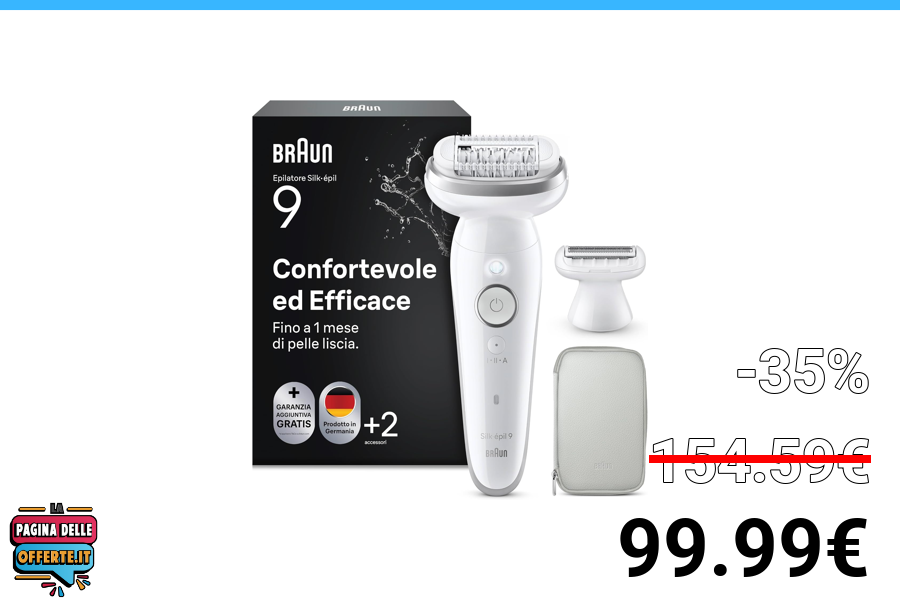 BRAUN
BRAUN
Epilatore Silk·épil
9
Confortevole
ed Efficace
Fino a 1 mese
di pelle liscia.
+
GARANZIA
AGGIUNTIVA
GRATIS
Prodotto in
Germania
+2
accessori
I•II•A
Silk·épil 9
BRAUN
-35%
154.59€
99.99€
LA
PAGINA DELLE
OFFERTE.IT